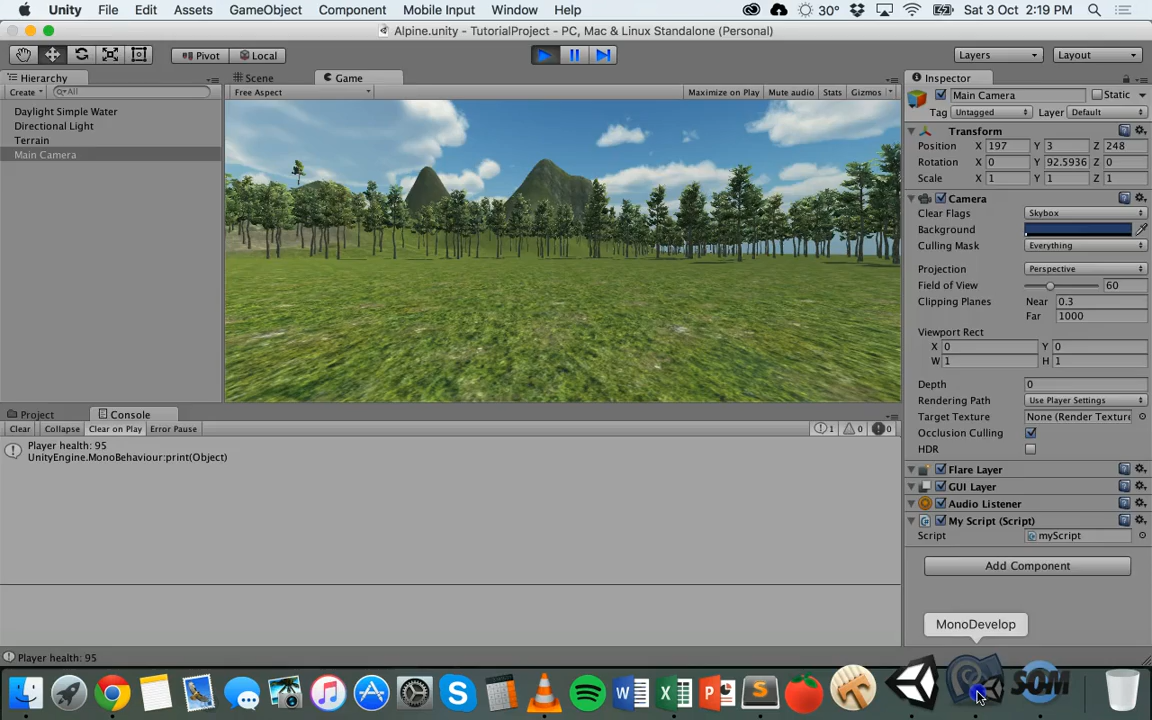 Unity File Edit Assets GameObject Component Mobile Input Window Help 30° Sat 3 Oct 2:19 PM
Alpine.unity - TutorialProject - PC, Mac & Linux Standalone (Personal)
Pivot Local Layers Layout
Hierarchy Scene Game Inspector
Create All Free Aspect Maximize on Play Mute audio Stats Gizmos Main Camera Static
Daylight Simple Water
Directional Light
Terrain
Main Camera
Tag Untagged Layer Default
Transform
Position X 197 Y 3 Z 248
Rotation X 0 Y 92.5936 Z 0
Scale X 1 Y 1 Z 1
Camera
Clear Flags Skybox
Background
Culling Mask Everything
Projection Perspective
Field of View 60
Clipping Planes Near 0.3
Far 1000
Viewport Rect
X 0 Y 0
W 1 H 1
Depth 0
Rendering Path Use Player Settings
Target Texture None (Render Texture
Occlusion Culling
HDR
Flare Layer
GUI Layer
Audio Listener
My Script (Script)
Script myScript
Add Component
Project Console
Clear Collapse Clear on Play Error Pause 1 0 0
Player health: 95
UnityEngine.MonoBehaviour:print(Object)
MonoDevelop
Player health: 95
SOM